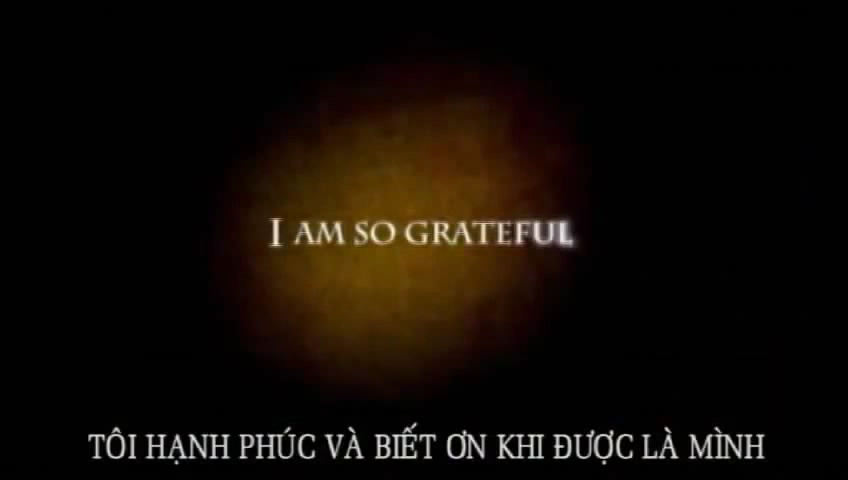 I AM SO GRATEFUL
TÔI HẠNH PHÚC VÀ BIẾT ƠN KHI ĐƯỢC LÀ MÌNH